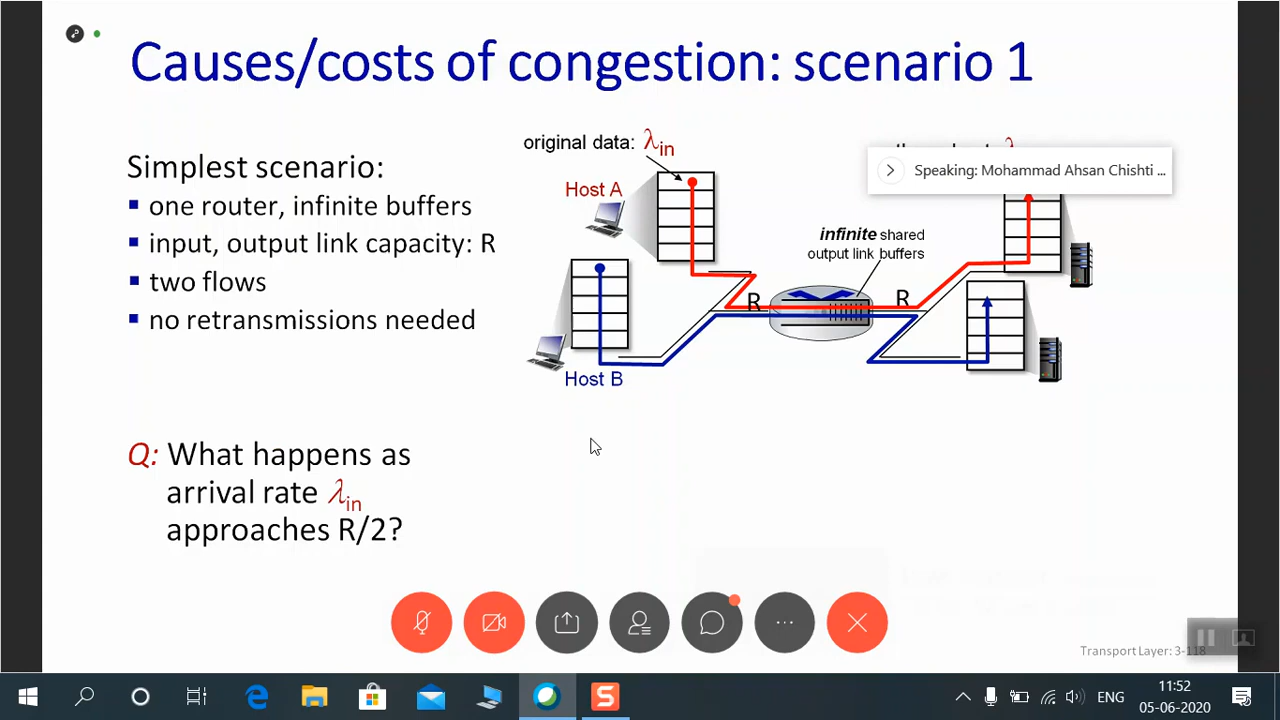 Causes/costs of congestion: scenario 1
Simplest scenario:
▪ one router, infinite buffers
▪ input, output link capacity: R
▪ two flows
▪ no retransmissions needed
Q: What happens as
arrival rate λin
approaches R/2?
original data: λin
Host A
Speaking: Mohammad Ahsan Chishti ...
infinite shared
output link buffers
R
R
Host B
Transport Layer: 3-118
ENG
11:52
05-06-2020